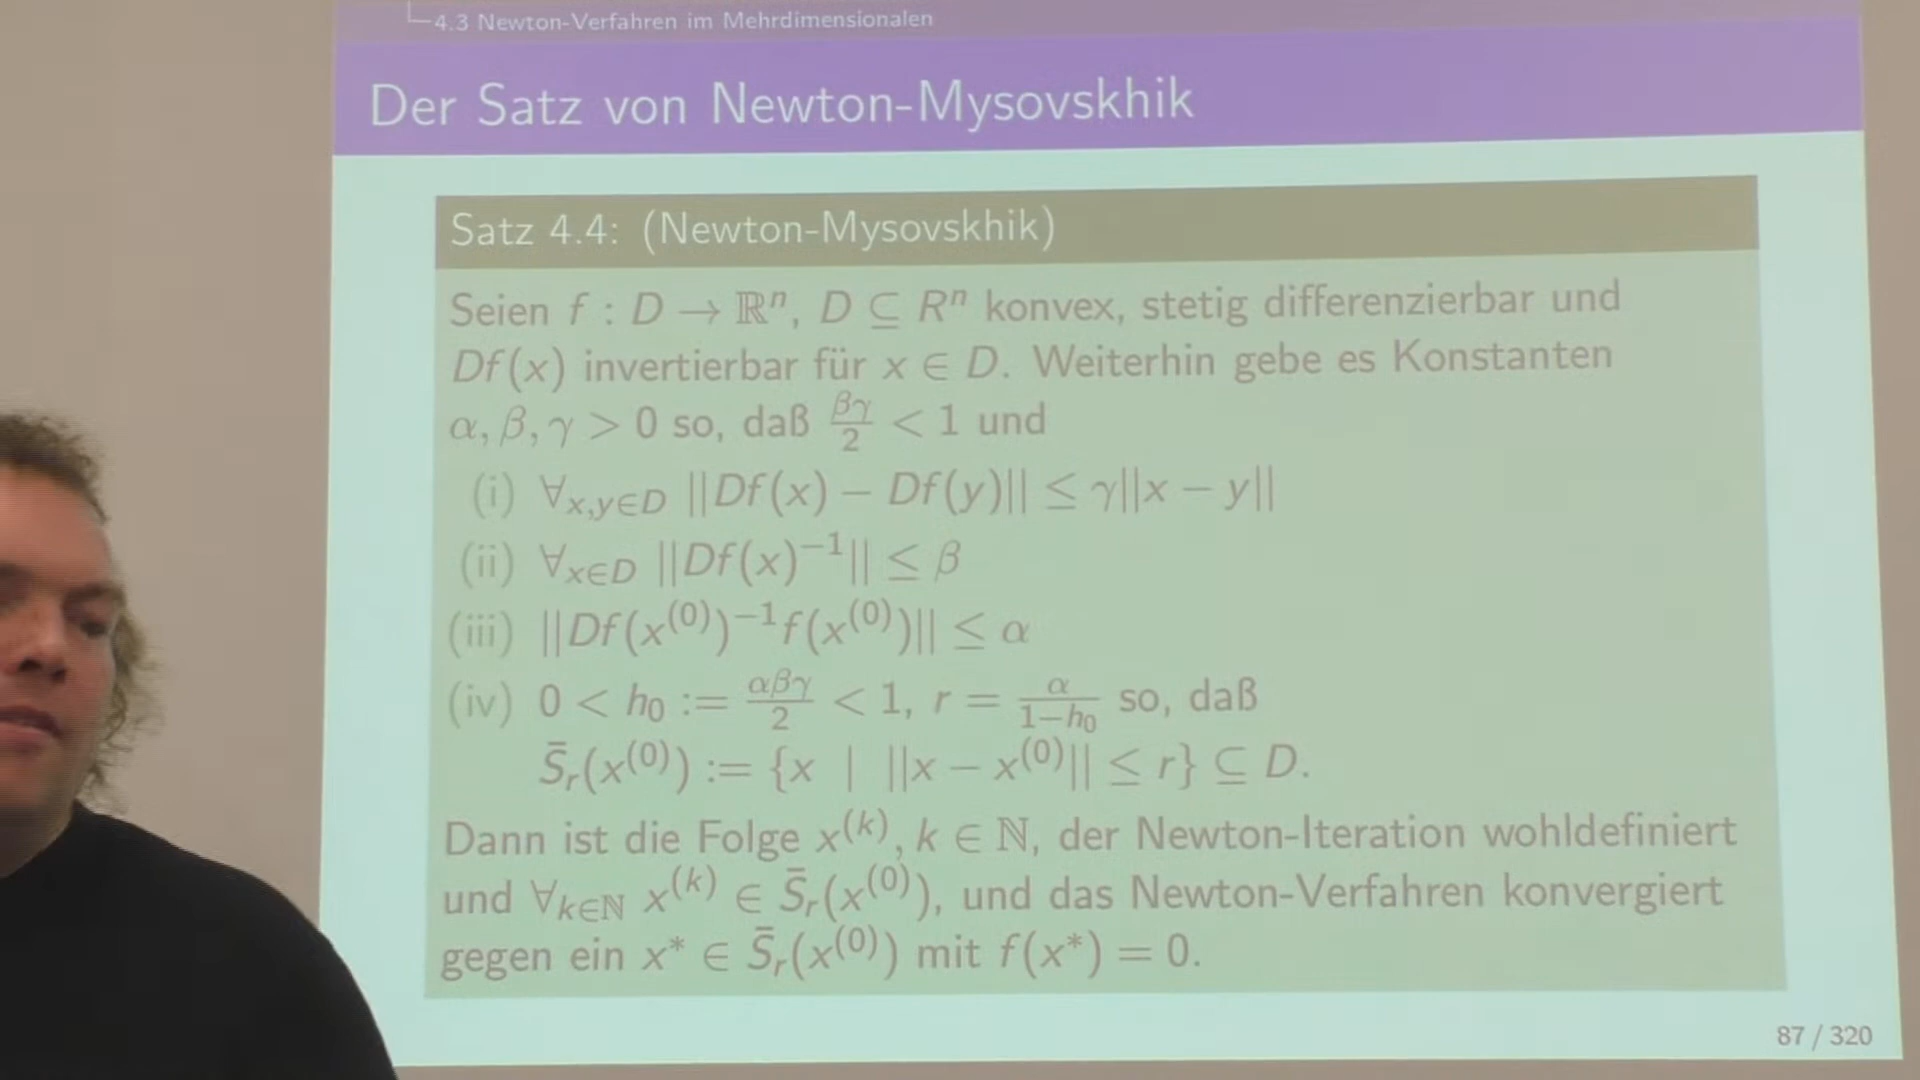 4.3 Newton-Verfahren im Mehrdimensionalen
Der Satz von Newton-Mysovskhik
Satz 4.4: (Newton-Mysovskhik)
Seien f : D → ℝⁿ, D ⊆ Rⁿ konvex, stetig differenzierbar und
Df(x) invertierbar für x ∈ D. Weiterhin gebe es Konstanten
α, β, γ > 0 so, daß βγ/2 < 1 und
(i) ∀x,y∈D ||Df(x) − Df(y)|| ≤ γ||x − y||
(ii) ∀x∈D ||Df(x)⁻¹|| ≤ β
(iii) ||Df(x⁽⁰⁾)⁻¹f(x⁽⁰⁾)|| ≤ α
(iv) 0 < h₀ := αβγ/2 < 1, r = α/(1−h₀) so, daß
S̄ᵣ(x⁽⁰⁾) := {x | ||x − x⁽⁰⁾|| ≤ r} ⊆ D.
Dann ist die Folge x⁽ᵏ⁾, k ∈ ℕ, der Newton-Iteration wohldefiniert
und ∀k∈ℕ x⁽ᵏ⁾ ∈ S̄ᵣ(x⁽⁰⁾), und das Newton-Verfahren konvergiert
gegen ein x* ∈ S̄ᵣ(x⁽⁰⁾) mit f(x*) = 0.
87 / 320